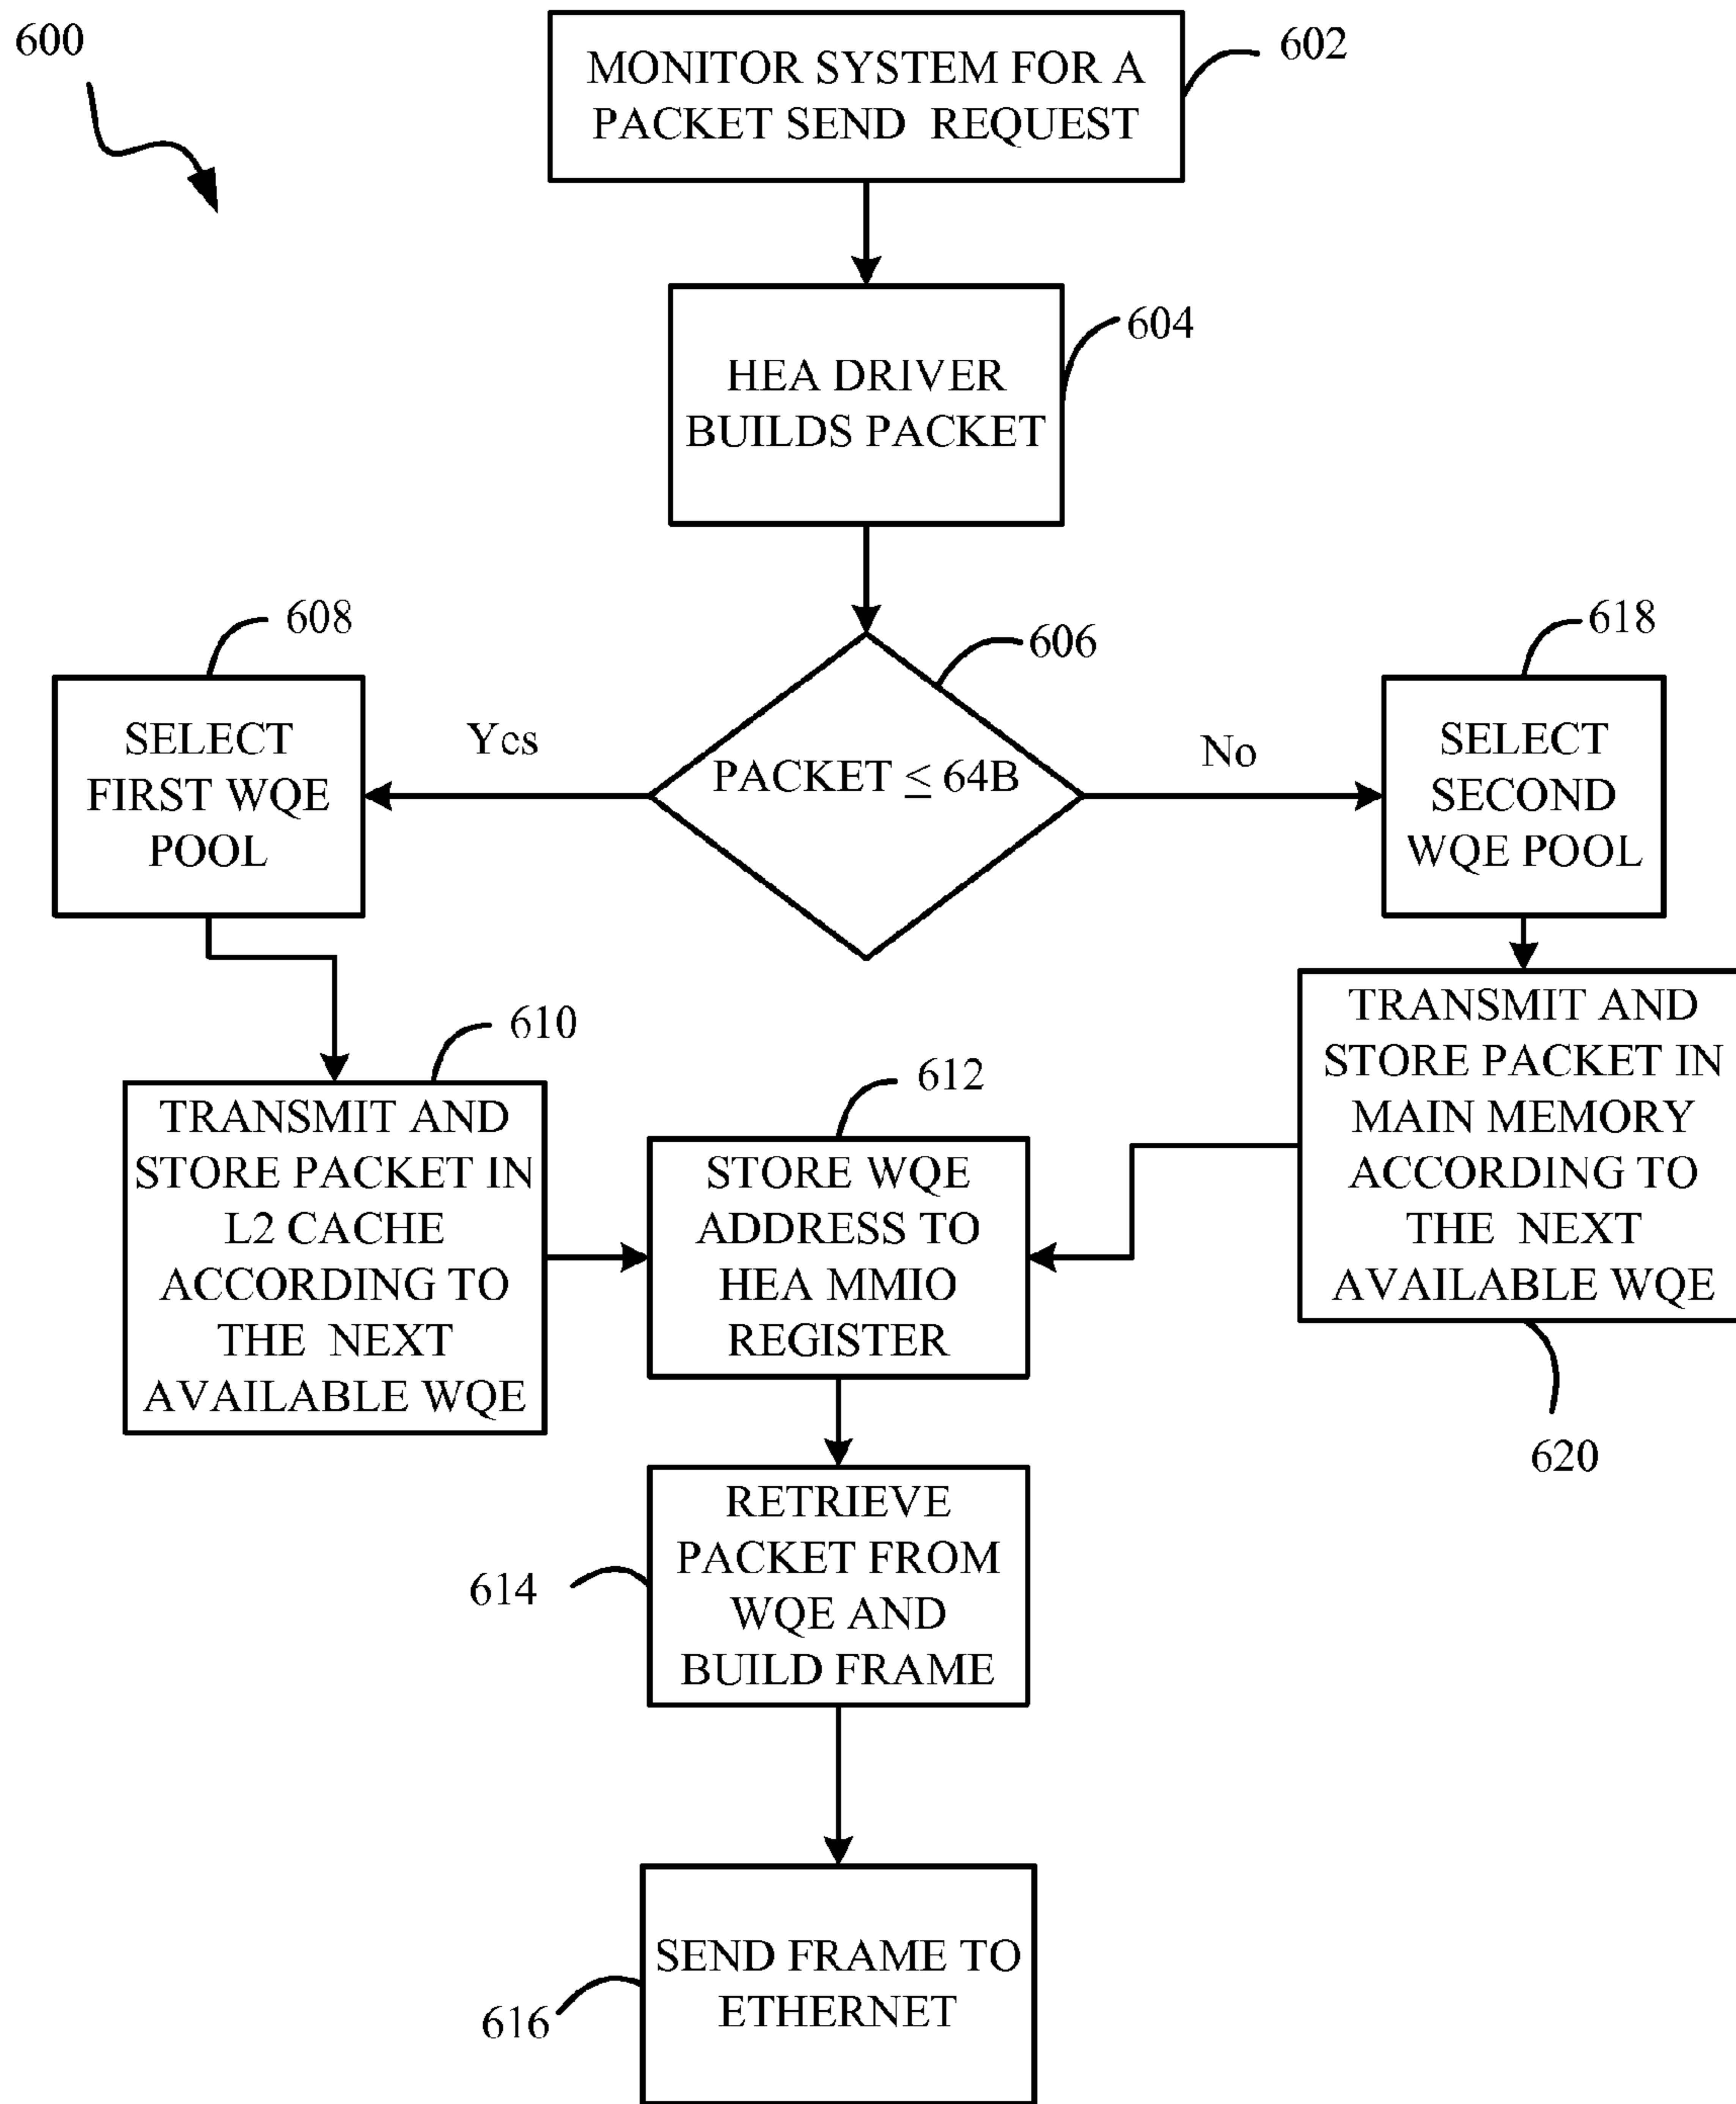 600
602
MONITOR SYSTEM FOR A
PACKET SEND REQUEST
604
HEA DRIVER
BUILDS PACKET
606
PACKET ≤ 64B
Yes
No
608
SELECT
FIRST WQE
POOL
618
SELECT
SECOND
WQE POOL
610
TRANSMIT AND
STORE PACKET IN
L2 CACHE
ACCORDING TO
THE NEXT
AVAILABLE WQE
612
STORE WQE
ADDRESS TO
HEA MMIO
REGISTER
TRANSMIT AND
STORE PACKET IN
MAIN MEMORY
ACCORDING TO
THE NEXT
AVAILABLE WQE
620
614
RETRIEVE
PACKET FROM
WQE AND
BUILD FRAME
616
SEND FRAME TO
ETHERNET